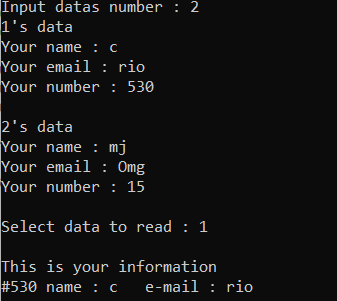 Input datas number : 2
1's data
Your name : c
Your email : rio
Your number : 530
2's data
Your name : mj
Your email : Omg
Your number : 15
Select data to read : 1
This is your information
#530 name : c   e-mail : rio